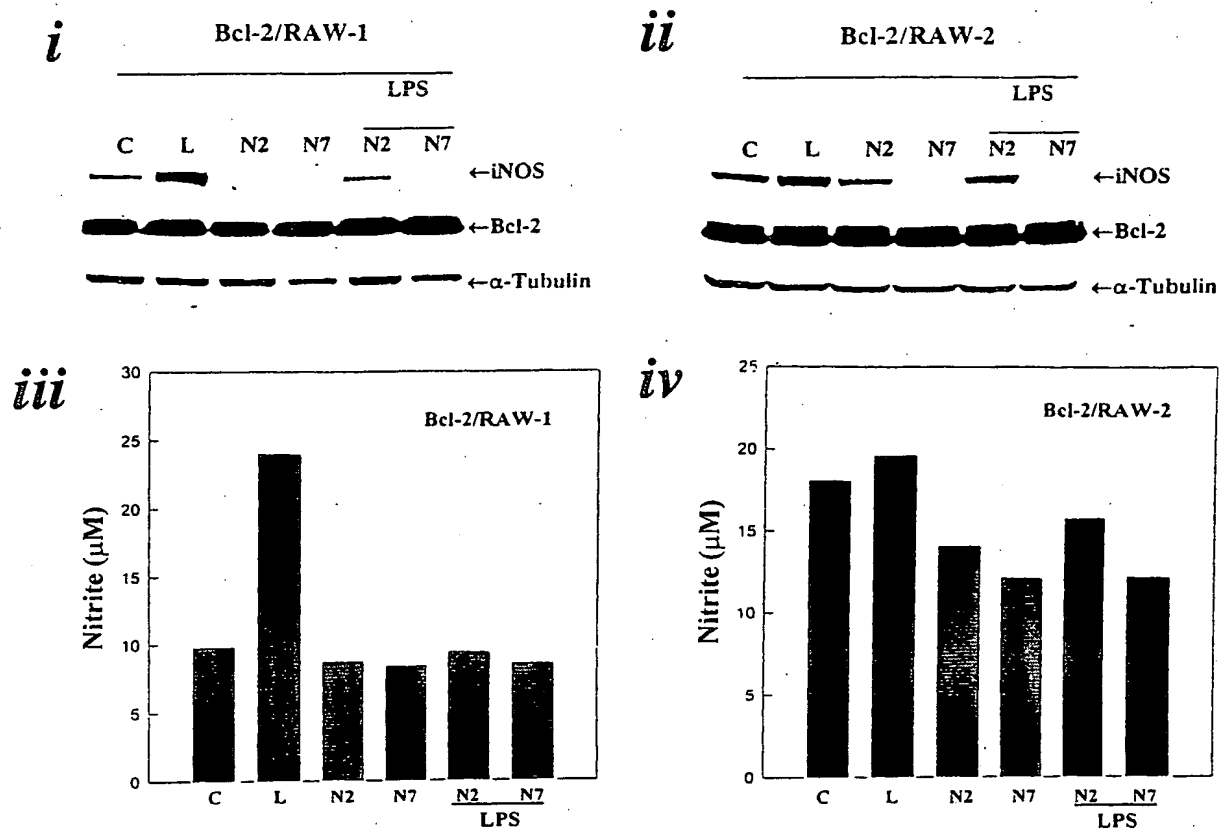 i
Bcl-2/RAW-1
LPS
C L N2 N7 N2 N7
←iNOS
←Bcl-2
←α-Tubulin
ii
Bcl-2/RAW-2
LPS
C L N2 N7 N2 N7
←iNOS
←Bcl-2
←α-Tubulin
iii
Bcl-2/RAW-1
Nitrite (μM)
30
25
20
15
10
5
0
C L N2 N7 N2 N7
LPS
iv
Bcl-2/RAW-2
Nitrite (μM)
25
20
15
10
5
0
C L N2 N7 N2 N7
LPS